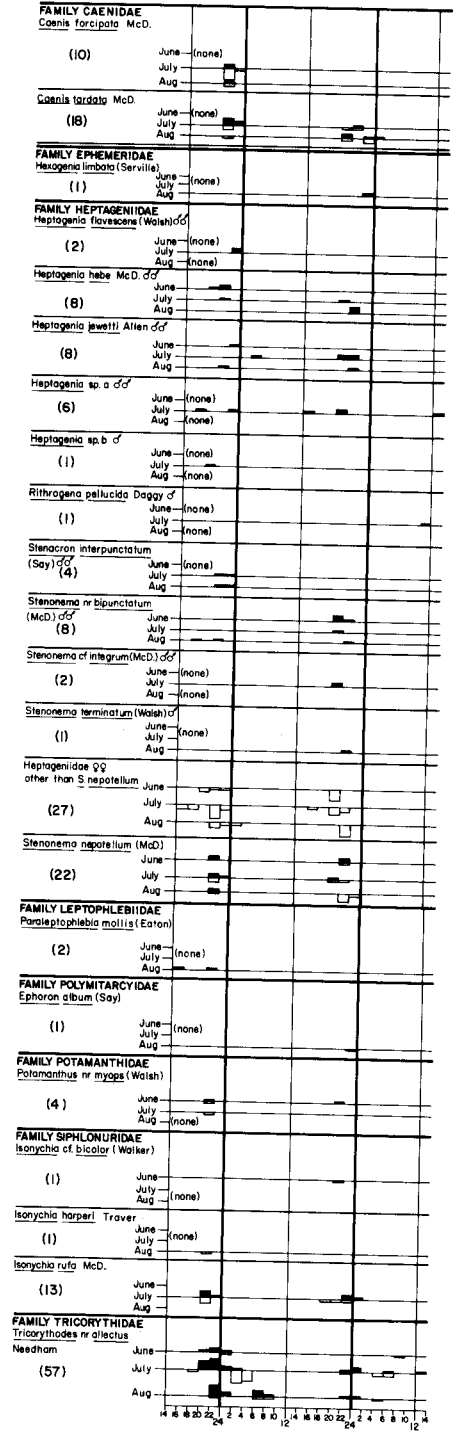 FAMILY CAENIDAE
Caenis forcipata McD.
(10)
June (none)
July
Aug
Caenis tardata McD.
(18)
June (none)
July
Aug
FAMILY EPHEMERIDAE
Hexagenia limbata (Serville)
(1)
June
July (none)
Aug
FAMILY HEPTAGENIIDAE
Heptagenia flavescens (Walsh) ♂♂
(2)
June (none)
July
Aug (none)
Heptagenia hebe McD. ♂♂
(8)
June
July
Aug
Heptagenia jewetti Allen ♂♂
(8)
June
July
Aug
Heptagenia sp. a ♂♂
(6)
June (none)
July
Aug (none)
Heptagenia sp. b ♂
(1)
June (none)
July
Aug (none)
Rithrogena pellucida Daggy ♂
(1)
June (none)
July
Aug (none)
Stenacron interpunctatum
(Say) ♂♂
(4)
June (none)
July
Aug
Stenonema nr bipunctatum
(McD.) ♂♂
(8)
June
July
Aug
Stenonema cf integrum (McD.) ♂♂
(2)
June (none)
July
Aug (none)
Stenonema terminatum (Walsh) ♂
(1)
June
July (none)
Aug
Heptageniidae ♀♀
other than S. nepotellum
(27)
June
July
Aug
Stenonema nepotellum (McD.)
(22)
June
July
Aug
FAMILY LEPTOPHLEBIIDAE
Paraleptophlebia mollis (Eaton)
(2)
June
July (none)
Aug
FAMILY POLYMITARCYIDAE
Ephoron album (Say)
(1)
June
July (none)
Aug
FAMILY POTAMANTHIDAE
Potamanthus nr myops (Walsh)
(4)
June
July
Aug (none)
FAMILY SIPHLONURIDAE
Isonychia cf. bicolor (Walker)
(1)
June
July
Aug (none)
Isonychia harperi Traver
(1)
June
July (none)
Aug
Isonychia rufa McD.
(13)
June
July
Aug
FAMILY TRICORYTHIDAE
Tricorythodes nr allectus
Needham
(57)
June
July
Aug
14 16 18 20 22 24 2 4 6 8 10 12 14 16 18 20 22 24 2 4 6 8 10 12 14